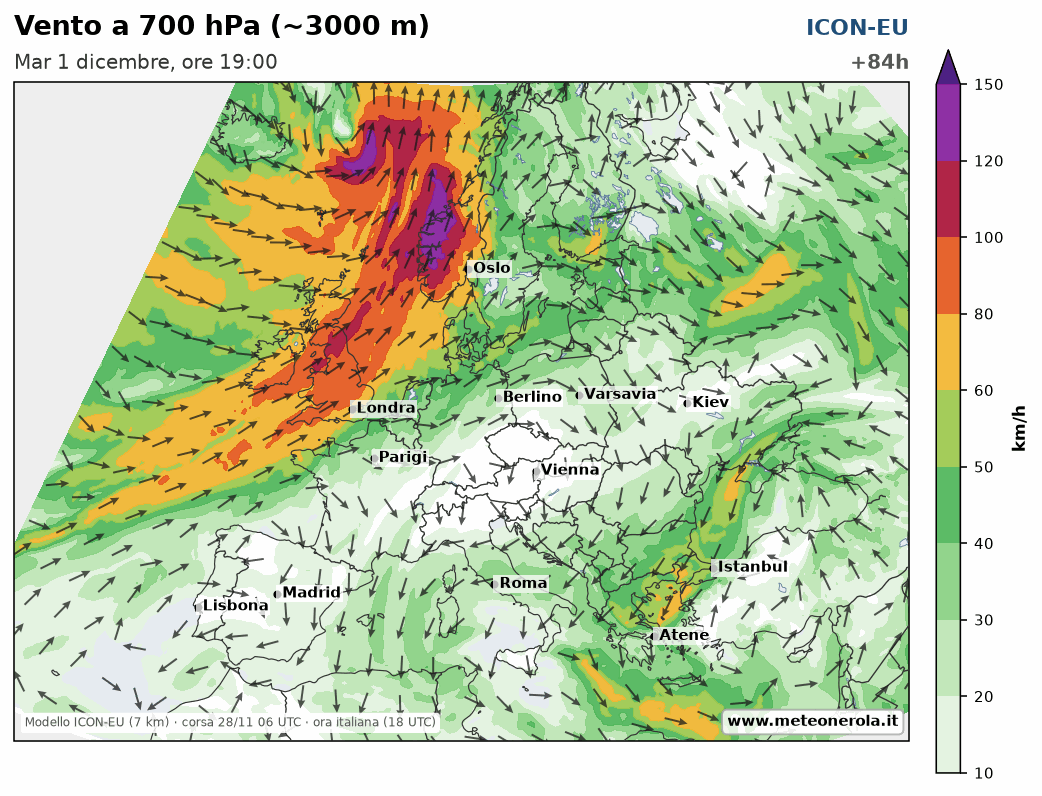 Vento a 700 hPa (~3000 m)
ICON-EU
Mar 1 dicembre, ore 19:00
+84h
150
120
100
80
60
50
40
30
20
10
km/h
Oslo
Londra
Berlino
Varsavia
Kiev
Parigi
Vienna
Istanbul
Roma
Madrid
Lisbona
Atene
Modello ICON-EU (7 km) · corsa 28/11 06 UTC · ora italiana (18 UTC)
www.meteonerola.it